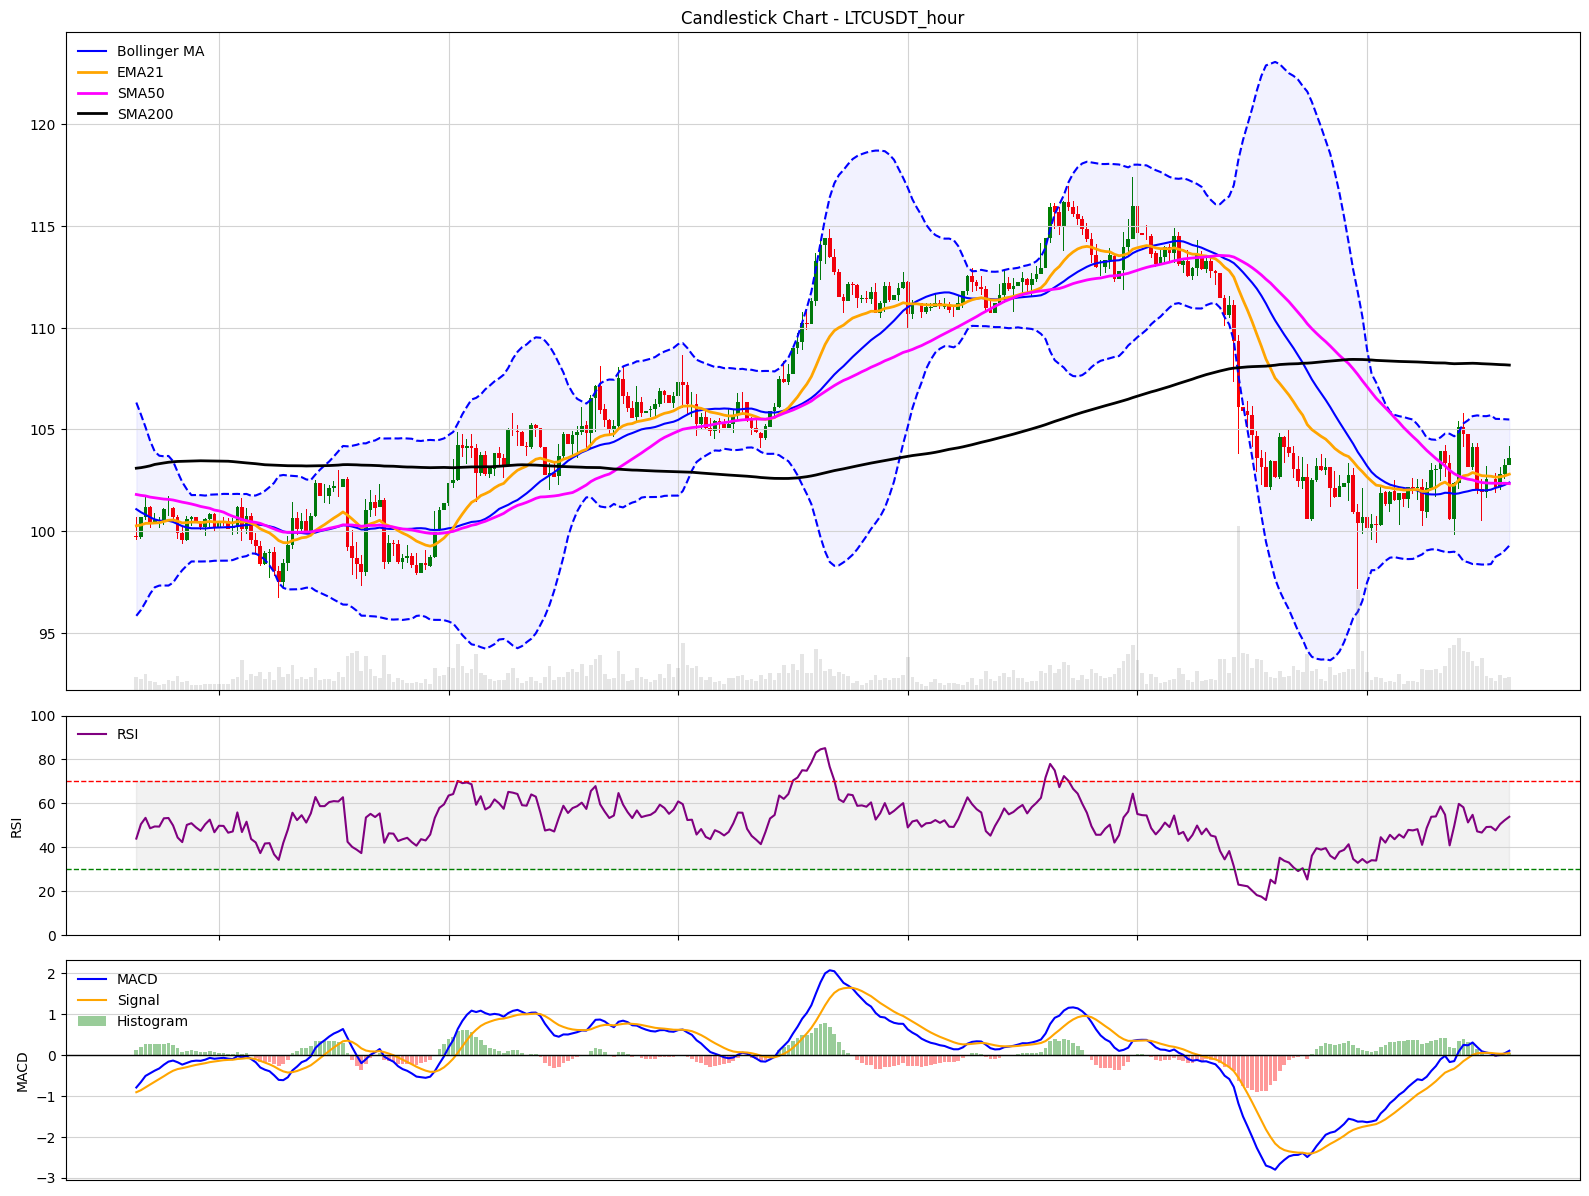 Candlestick Chart - LTCUSDT_hour
Bollinger MA
EMA21
SMA50
SMA200
120
115
110
105
100
95
RSI
100
80
60
40
20
0
RSI
MACD
Signal
Histogram
2
1
0
−1
−2
−3
MACD